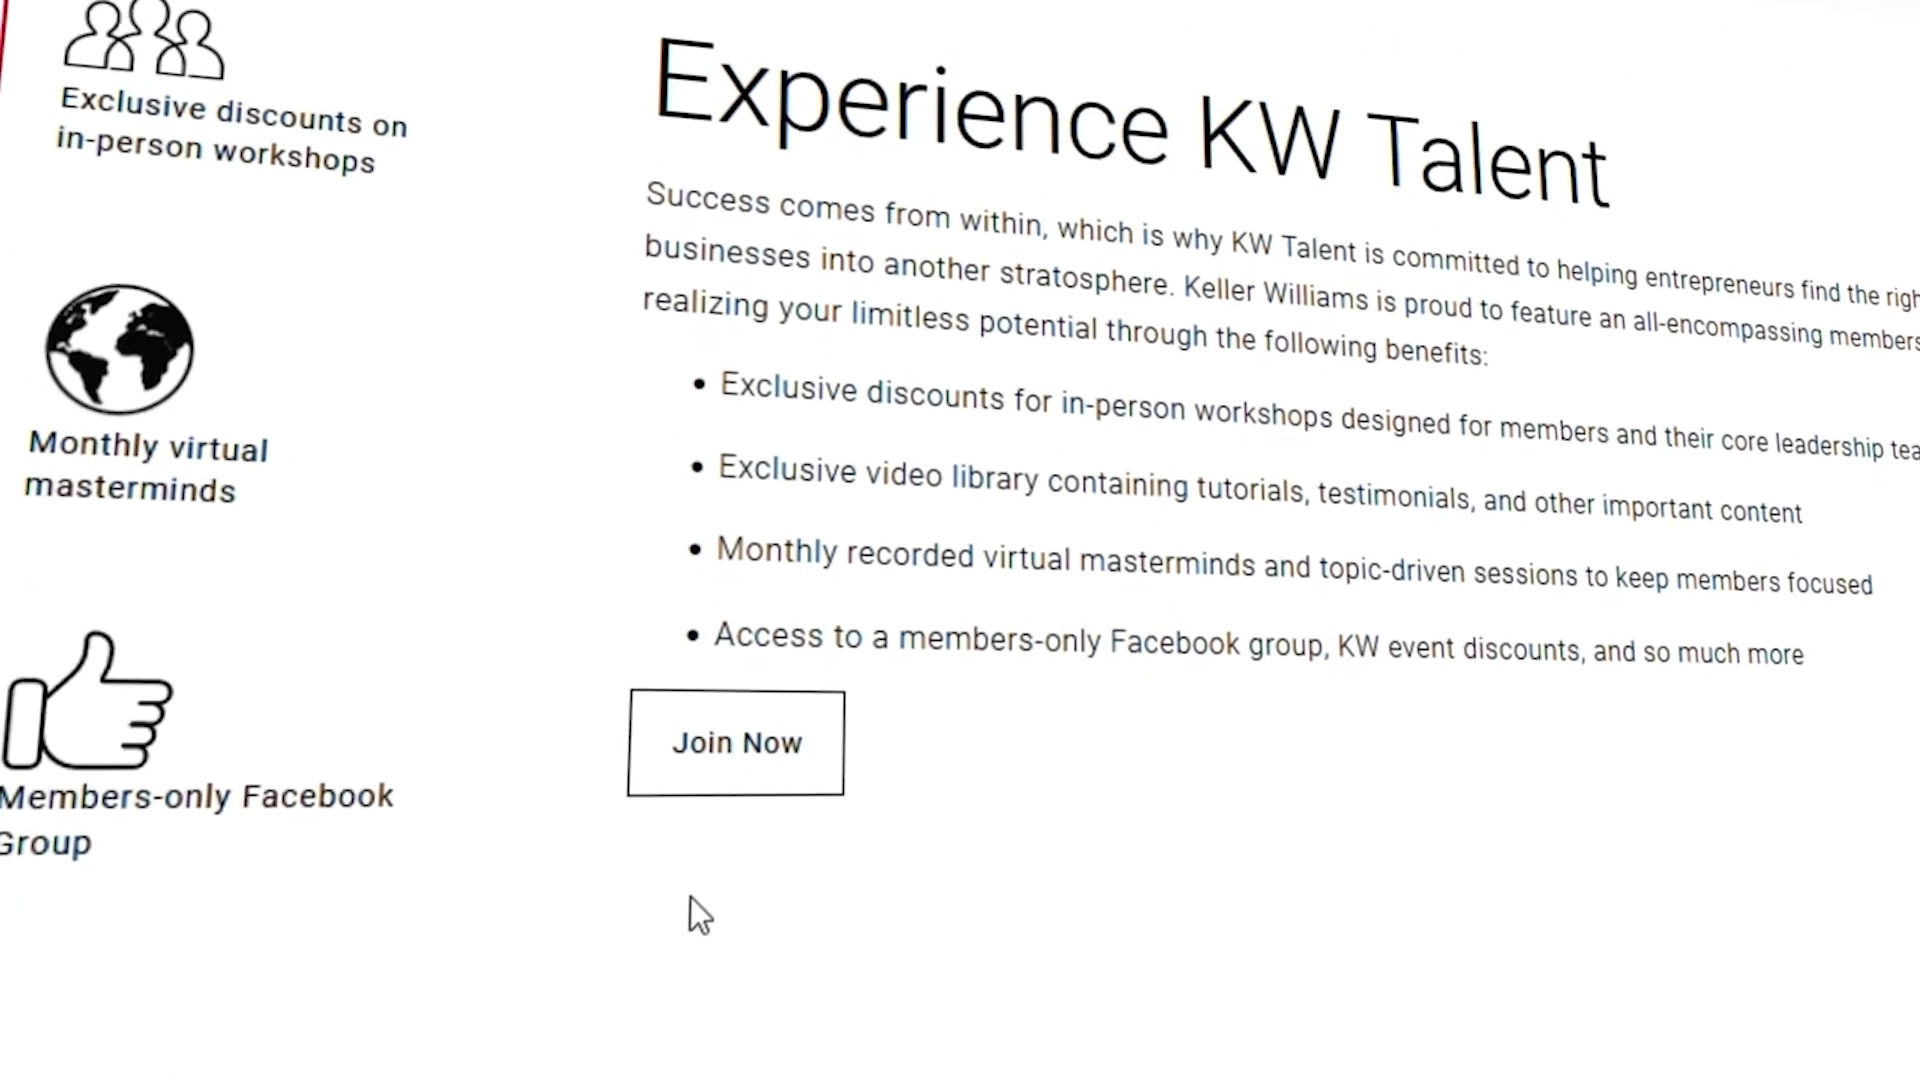 Exclusive discounts on
in-person workshops
Monthly virtual
masterminds
Members-only Facebook
Group
Experience KW Talent
Success comes from within, which is why KW Talent is committed to helping entrepreneurs find the
businesses into another stratosphere. Keller Williams is proud to feature an all-encompassing
realizing your limitless potential through the following benefits:
• Exclusive discounts for in-person workshops designed for members and their core leadership
• Exclusive video library containing tutorials, testimonials, and other important content
• Monthly recorded virtual masterminds and topic-driven sessions to keep members focused
• Access to a members-only Facebook group, KW event discounts, and so much more
Join Now